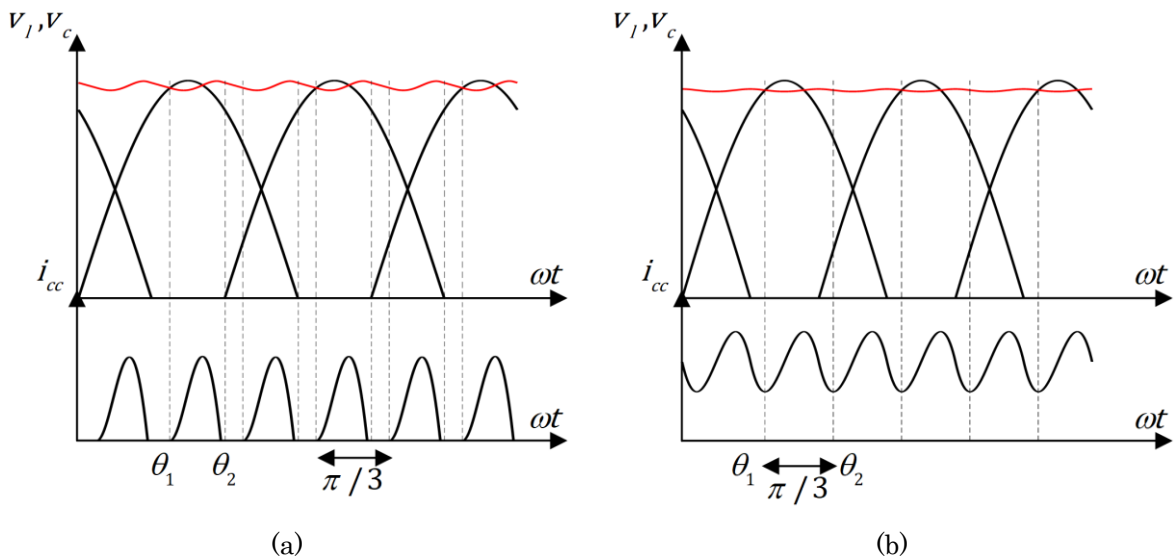 V_l, V_c
i_cc
ωt
ωt
θ_1
θ_2
π / 3
(a)
V_l, V_c
i_cc
ωt
ωt
θ_1
π / 3
θ_2
(b)